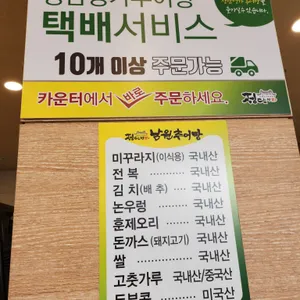 택배서비스
10개 이상 주문가능
카운터에서 바로 주문하세요.
남원추어탕
미꾸라지(이식용) 국내산
전 복 ········ 국내산
김 치 (배 추) ···· 국내산
논우렁 ········ 국내산
훈제오리 ······ 국내산
돈까스 (돼지고기) 국내산
쌀 ············ 국내산
고춧가루 국내산/중국산
두부콩 ······ 미국산